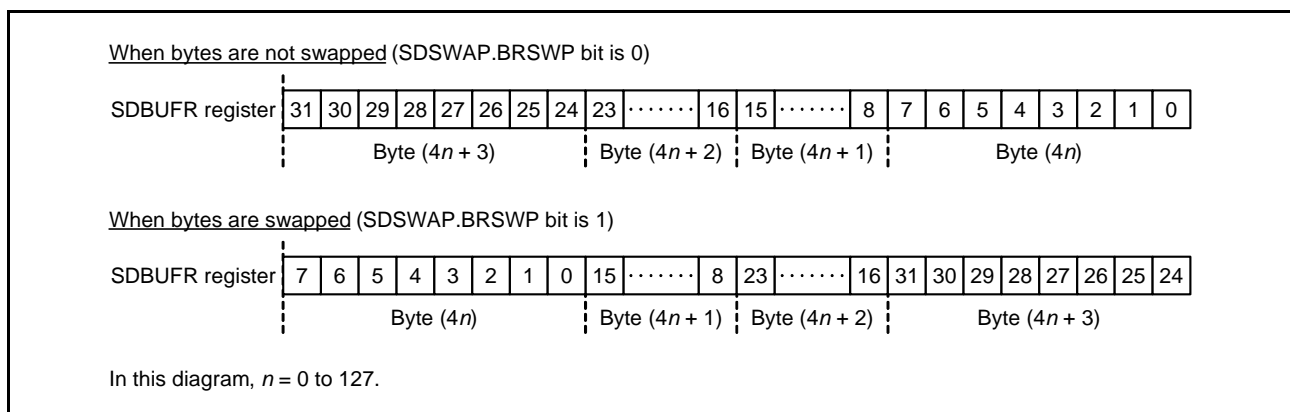 When bytes are not swapped (SDSWAP.BRSWP bit is 0)
SDBUFR register 31 30 29 28 27 26 25 24 23 ······· 16 15 ······· 8 7 6 5 4 3 2 1 0
Byte (4n + 3) Byte (4n + 2) Byte (4n + 1) Byte (4n)
When bytes are swapped (SDSWAP.BRSWP bit is 1)
SDBUFR register 7 6 5 4 3 2 1 0 15 ······· 8 23 ······· 16 31 30 29 28 27 26 25 24
Byte (4n) Byte (4n + 1) Byte (4n + 2) Byte (4n + 3)
In this diagram, n = 0 to 127.